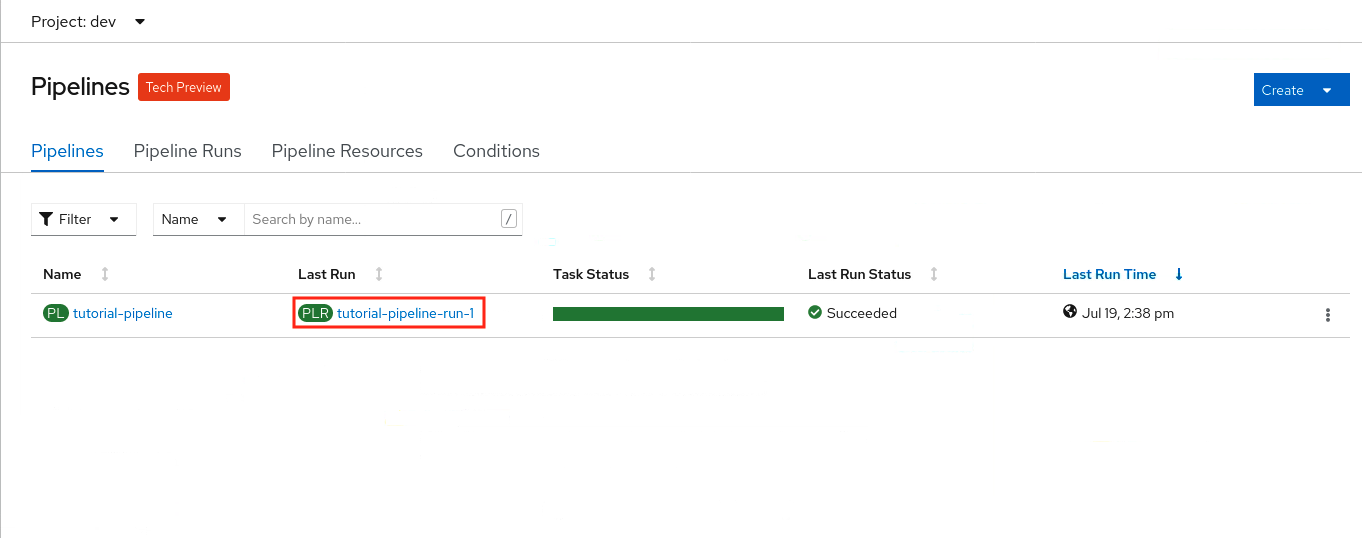 Project: dev
Pipelines Tech Preview
Create
Pipelines Pipeline Runs Pipeline Resources Conditions
Filter Name Search by name... /
Name Last Run Task Status Last Run Status Last Run Time
PL tutorial-pipeline PLR tutorial-pipeline-run-1 Succeeded Jul 19, 2:38 pm